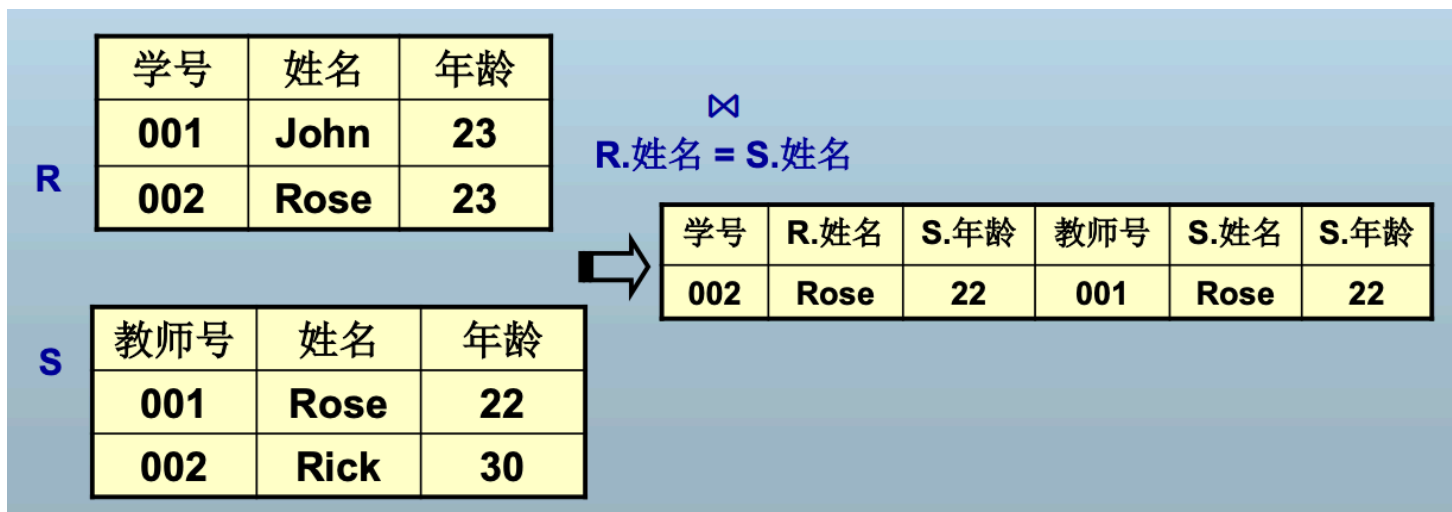 R
学号 姓名 年龄
001 John 23
002 Rose 23
S
教师号 姓名 年龄
001 Rose 22
002 Rick 30
⋈
R.姓名 = S.姓名
学号 R.姓名 S.年龄 教师号 S.姓名 S.年龄
002 Rose 22 001 Rose 22